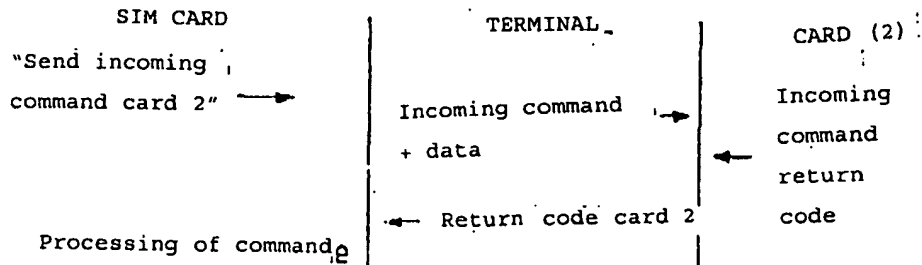 SIM CARD
TERMINAL
CARD (2)
"Send incoming
command card 2"
Incoming command
+ data
Incoming
command
return
code
Return code card 2
Processing of command